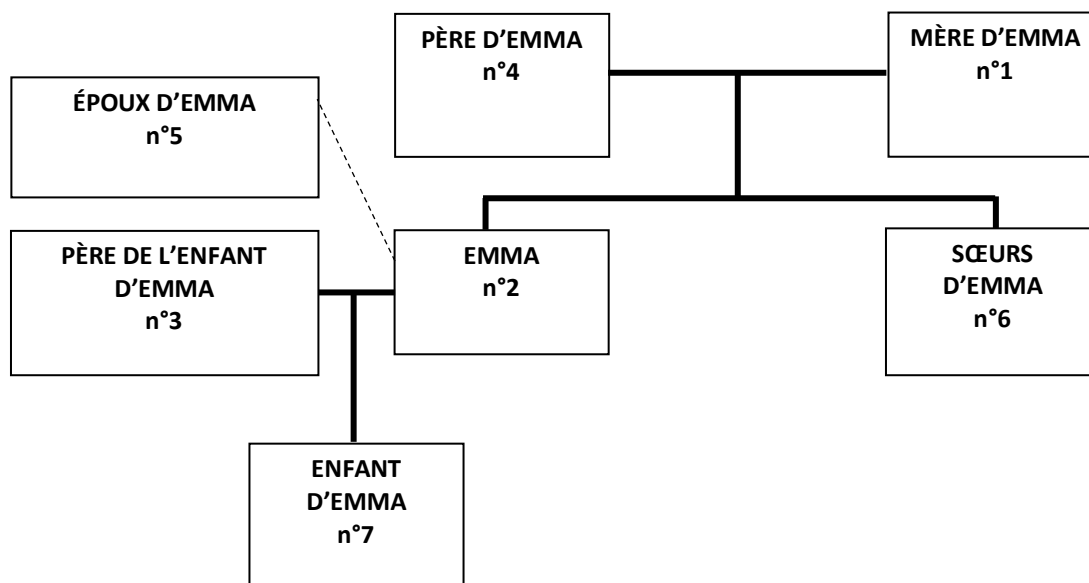 PÈRE D’EMMA
n°4
MÈRE D’EMMA
n°1
ÉPOUX D’EMMA
n°5
PÈRE DE L’ENFANT
D’EMMA
n°3
EMMA
n°2
SŒURS
D’EMMA
n°6
ENFANT
D’EMMA
n°7